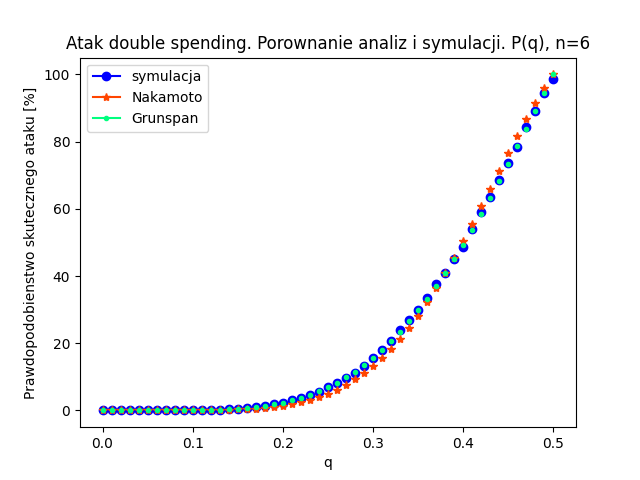 Atak double spending. Porownanie analiz i symulacji. P(q), n=6
symulacja
Nakamoto
Grunspan
Prawdopodobienstwo skutecznego ataku [%]
100
80
60
40
20
0
0.0 0.1 0.2 0.3 0.4 0.5
q